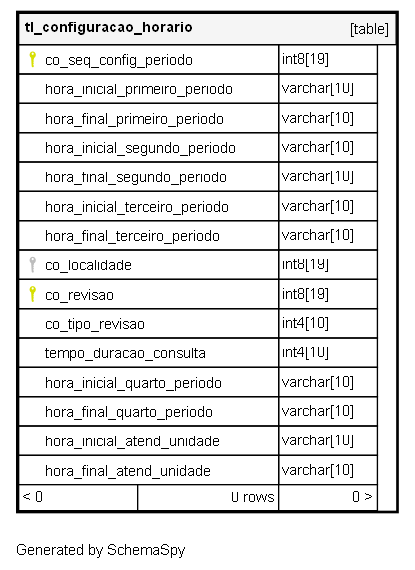 tl_configuracao_horario [table]
co_seq_config_periodo int8[19]
hora_inicial_primeiro_periodo varchar[10]
hora_final_primeiro_periodo varchar[10]
hora_inicial_segundo_periodo varchar[10]
hora_final_segundo_periodo varchar[10]
hora_inicial_terceiro_periodo varchar[10]
hora_final_terceiro_periodo varchar[10]
co_localidade int8[19]
co_revisao int8[19]
co_tipo_revisao int4[10]
tempo_duracao_consulta int4[10]
hora_inicial_quarto_periodo varchar[10]
hora_final_quarto_periodo varchar[10]
hora_inicial_atend_unidade varchar[10]
hora_final_atend_unidade varchar[10]
< 0 0 rows 0 >
Generated by SchemaSpy